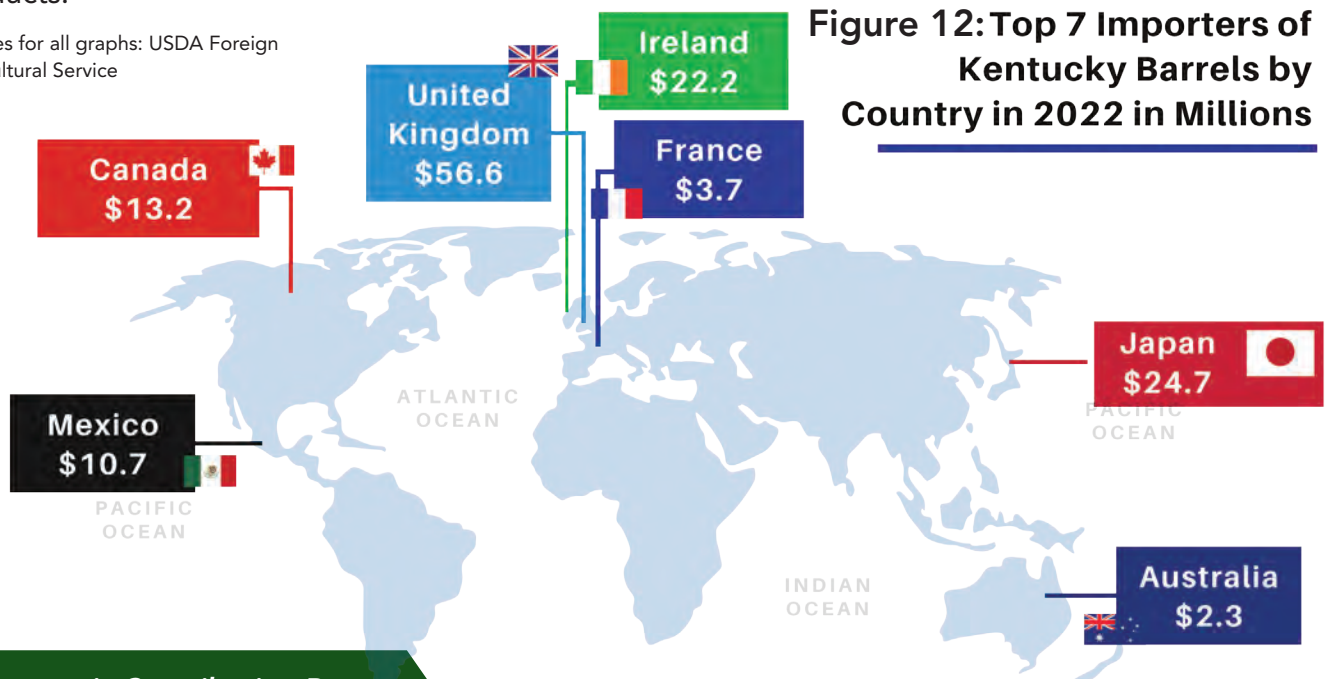 es for all graphs: USDA Foreign
ultural Service
Figure 12: Top 7 Importers of
Kentucky Barrels by
Country in 2022 in Millions
Ireland
$22.2
United
Kingdom
$56.6
France
$3.7
Canada
$13.2
Japan
$24.7
Mexico
$10.7
Australia
$2.3
ATLANTIC
OCEAN
PACIFIC
OCEAN
PACIFIC
OCEAN
INDIAN
OCEAN